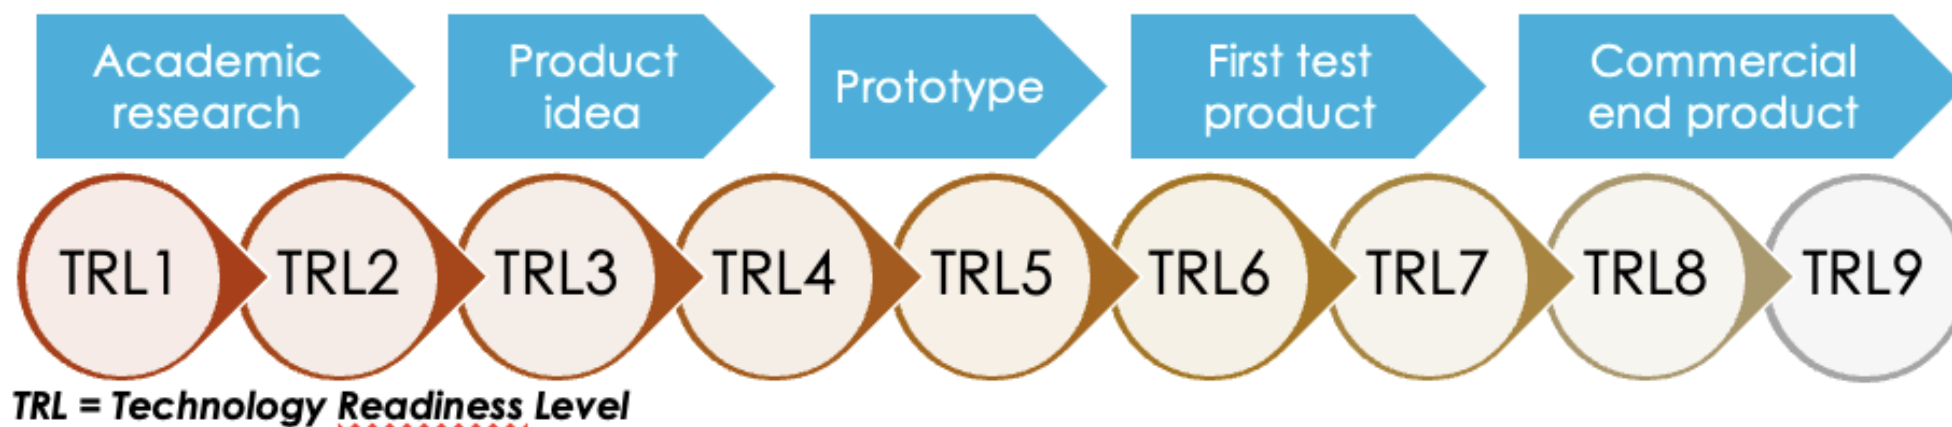 Academic
research
Product
idea
Prototype
First test
product
Commercial
end product
TRL1
TRL2
TRL3
TRL4
TRL5
TRL6
TRL7
TRL8
TRL9
TRL = Technology Readiness Level